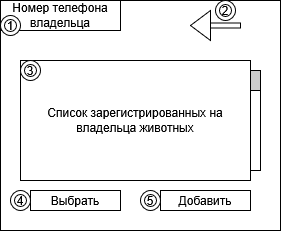 Номер телефона
владельца
1
2
3
Список зарегистрированных на
владельца животных
4 Выбрать 5 Добавить